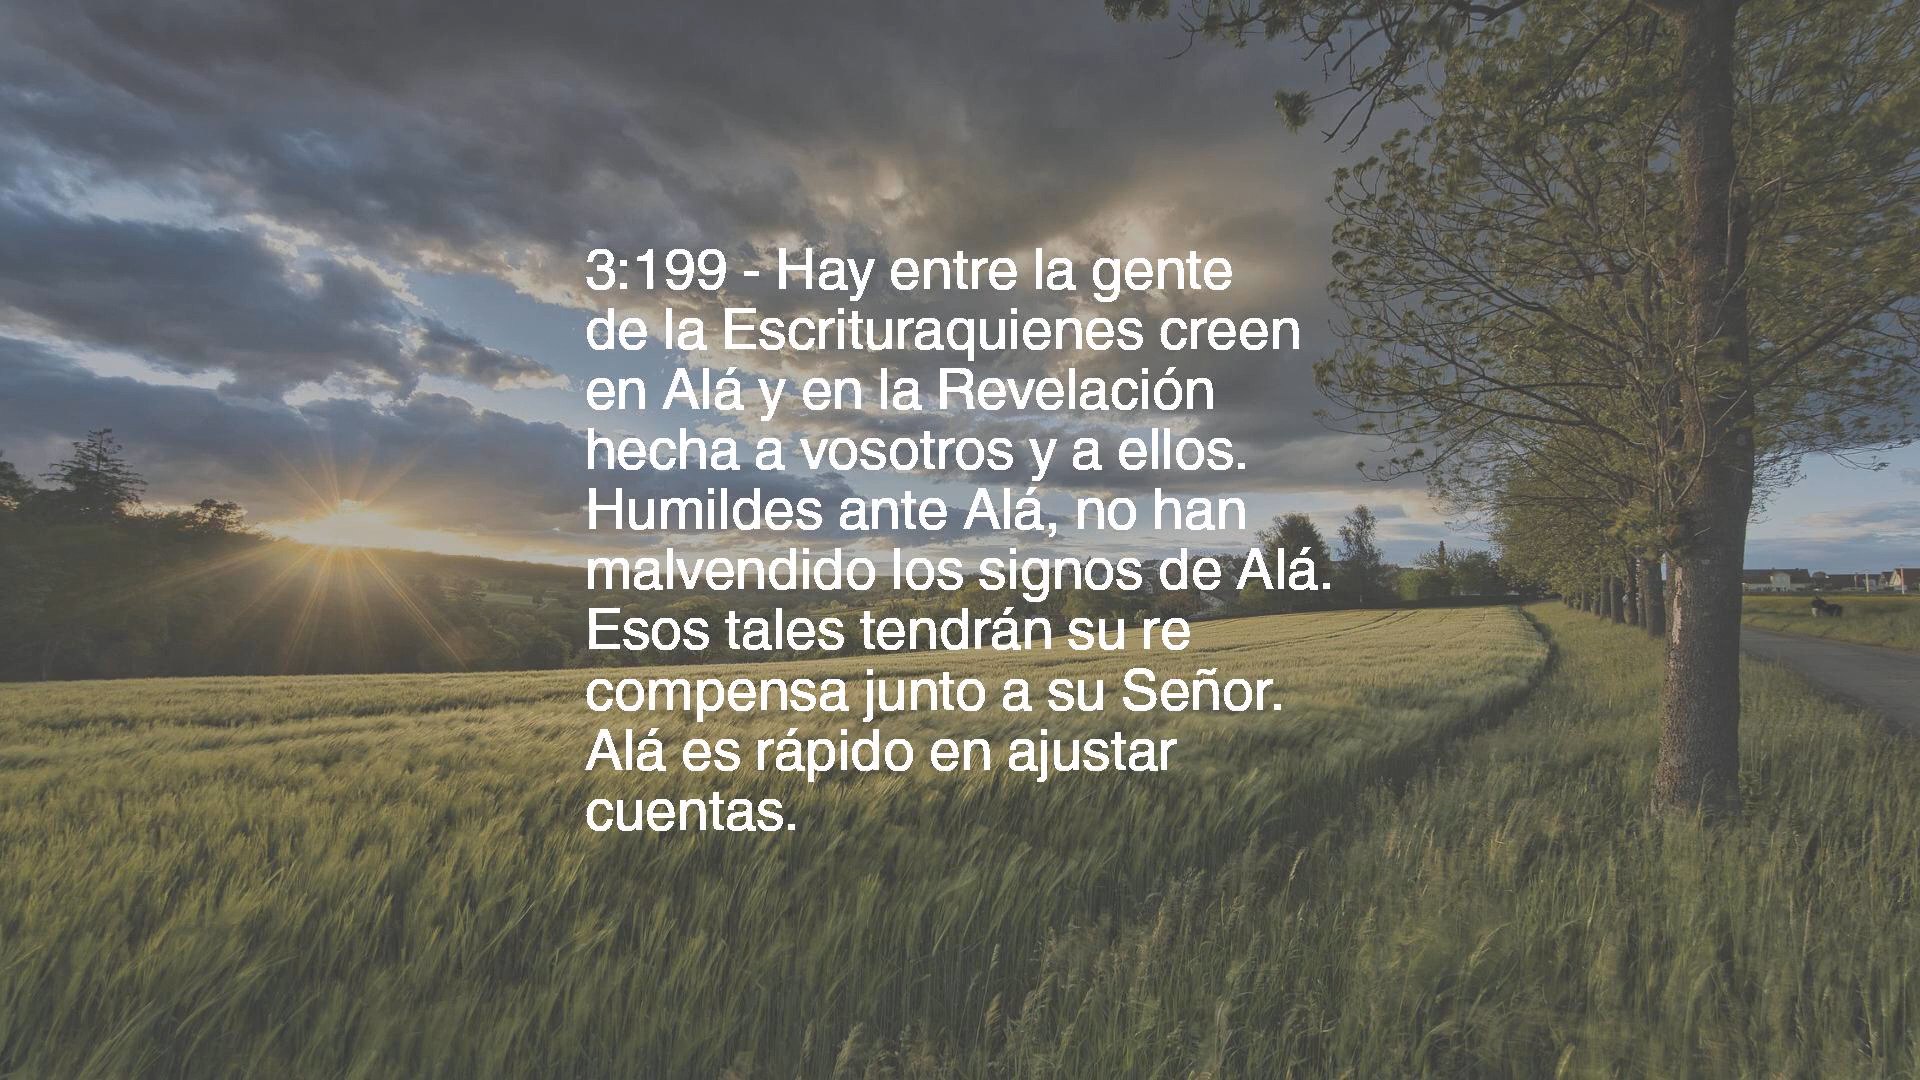 3:199 - Hay entre la gente
de la Escrituraquienes creen
en Alá y en la Revelación
hecha a vosotros y a ellos.
Humildes ante Alá, no han
malvendido los signos de Alá.
Esos tales tendrán su re
compensa junto a su Señor.
Alá es rápido en ajustar
cuentas.